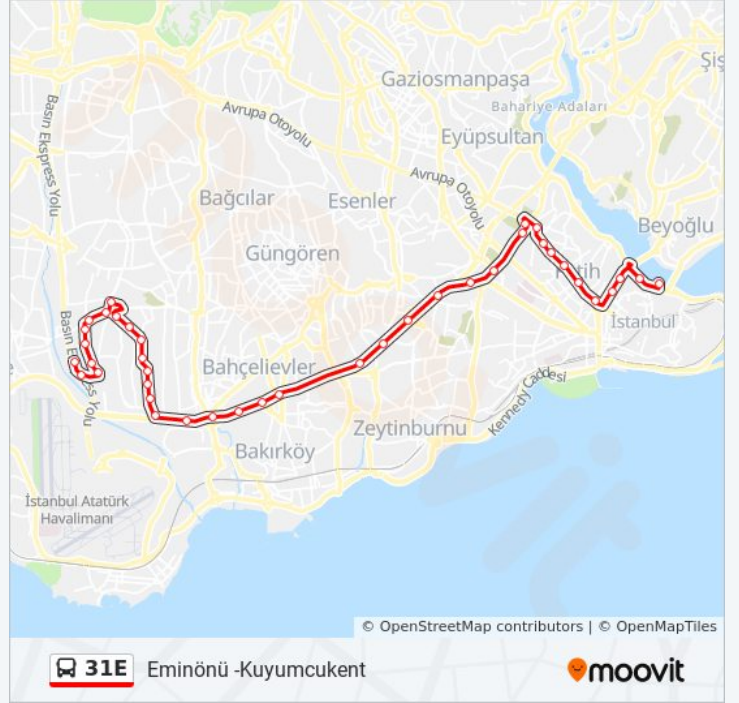 Şiş
Gaziosmanpaşa
Bahariye Adaları
Avrupa Otoyolu
Basın Ekspress Yolu
Eyüpsultan
Avrupa Otoyolu
Bağcılar
Esenler
Beyoğlu
Güngören
Fatih
İstanbul
Basın Ekspress Yolu
e
Bahçelievler
Kennedy Caddesi
Zeytinburnu
Bakırköy
İstanbul Atatürk
Havalimanı
© OpenStreetMap contributors | © OpenMapTiles
31E Eminönü -Kuyumcukent
moovit